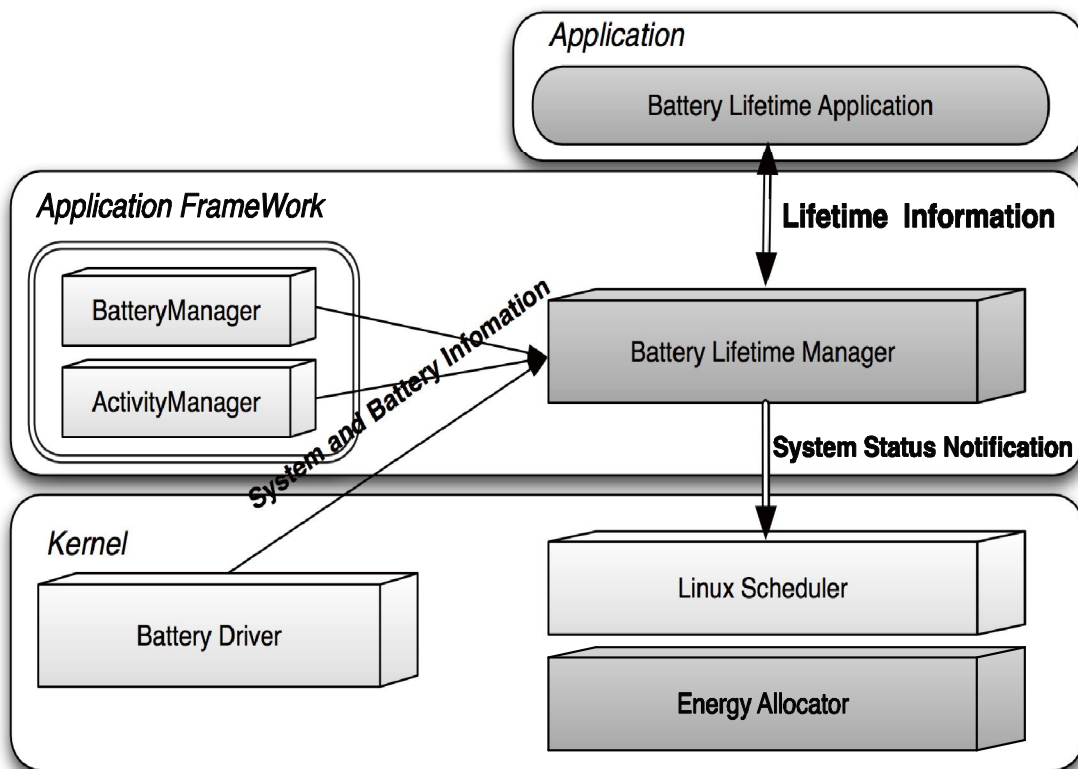 Application
Battery Lifetime Application
Application FrameWork
Lifetime Information
BatteryManager
ActivityManager
System and Battery Infomation
Battery Lifetime Manager
System Status Notification
Kernel
Battery Driver
Linux Scheduler
Energy Allocator